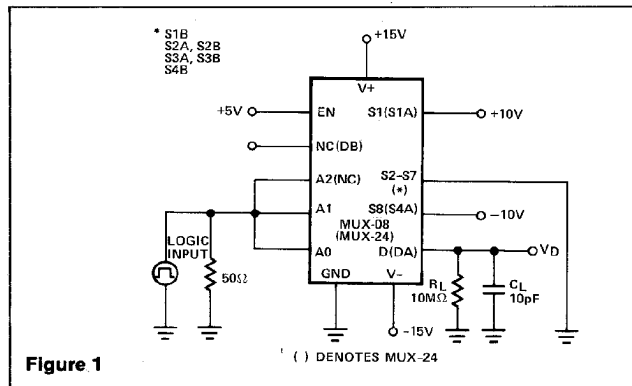 * S1B
S2A, S2B
S3A, S3B
S4B
+15V
V+
+5V
EN
S1(S1A)
+10V
NC(DB)
A2(NC)
S2-S7
(*)
A1
S8(S4A)
-10V
MUX-08
(MUX-24)
LOGIC
INPUT
50Ω
A0
D(DA)
VD
GND
V-
RL
10MΩ
CL
10pF
-15V
( ) DENOTES MUX-24
Figure 1